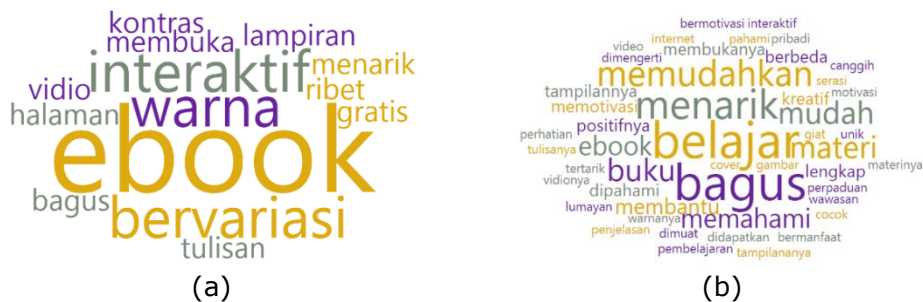 kontras
membuka lampiran
interaktif menarik
vidio warna ribet
halaman gratis
ebook
bagus bervariasi
tulisan
(a)
bermotivasi interaktif
internet pahami pribadi
video membukanya berbeda
dimengerti canggih
memudahkan serasi
tampilannya menarik kreatif motivasi
memotivasi mudah
perhatian positifnya belajar giat unik
tulisanya ebook materi
tertarik buku cover gambar lengkap materinya
vidionya bagus perpaduan
dipahami wawasan
lumayan membantu memahami cocok
warnanya
penjelasan dimuat didapatkan bermanfaat
pembelajaran tampilananya
(b)